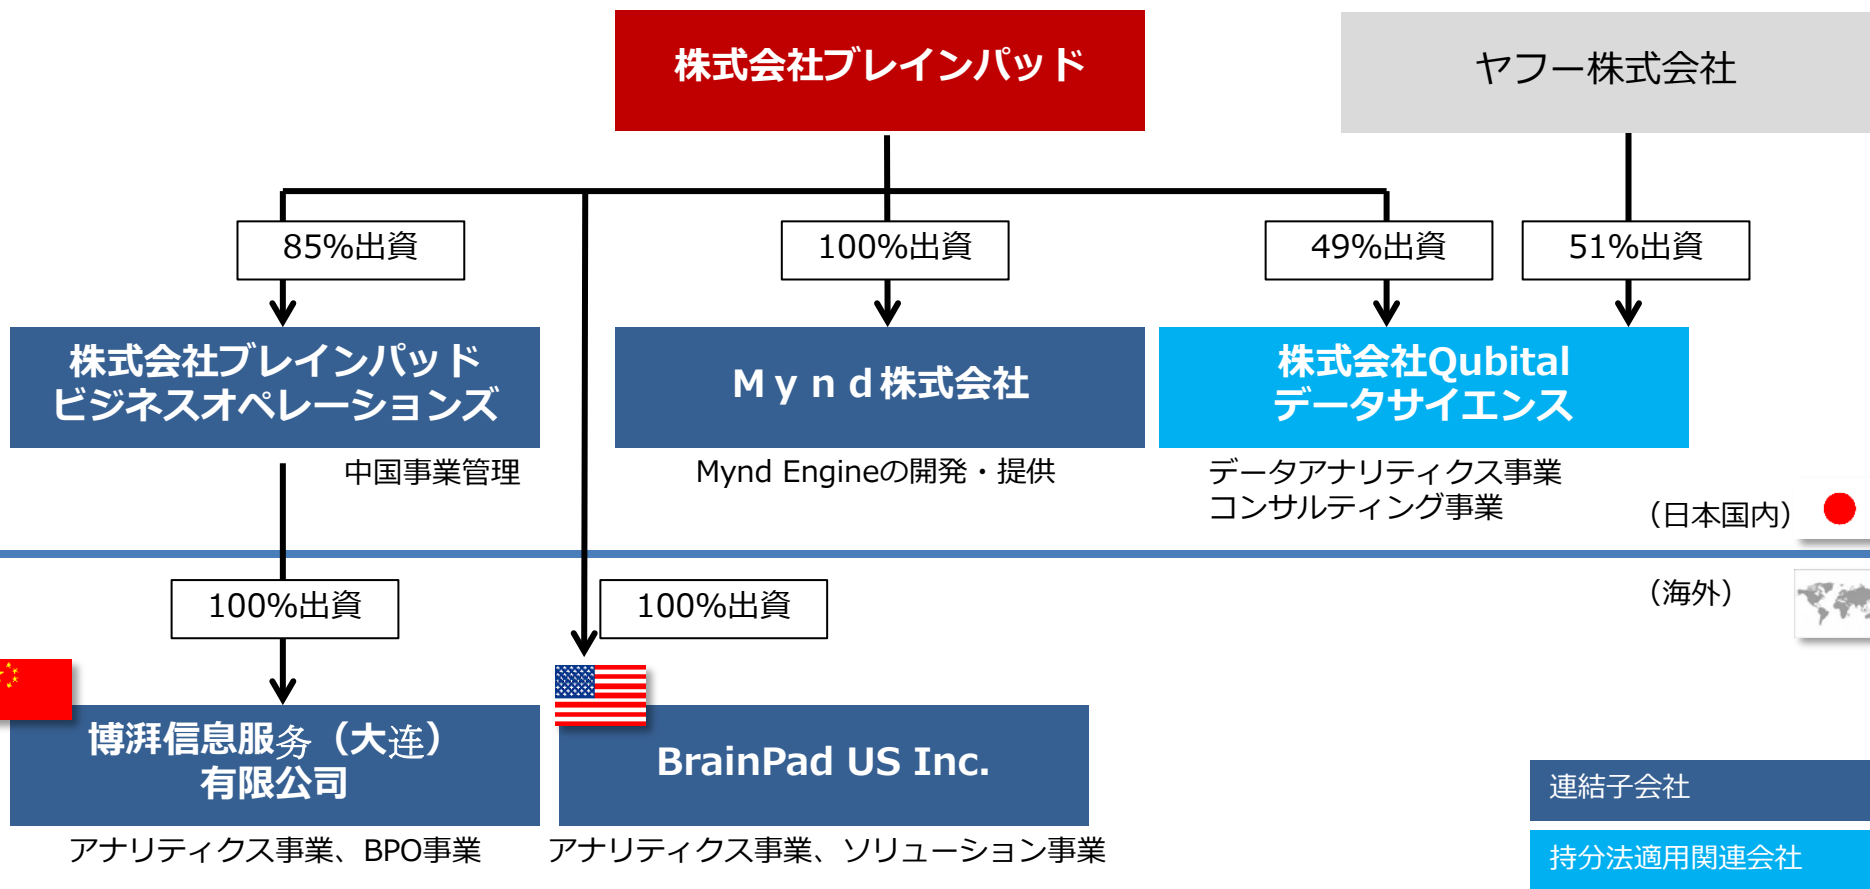 株式会社ブレインパッド
ヤフー株式会社
85%出資
100%出資
49%出資
51%出資
株式会社ブレインパッド
ビジネスオペレーションズ
Ｍｙｎｄ株式会社
株式会社Qubital
データサイエンス
中国事業管理
Mynd Engineの開発・提供
データアナリティクス事業
コンサルティング事業
（日本国内）
（海外）
100%出資
100%出資
博湃信息服务（大连）
有限公司
BrainPad US Inc.
アナリティクス事業、BPO事業
アナリティクス事業、ソリューション事業
連結子会社
持分法適用関連会社